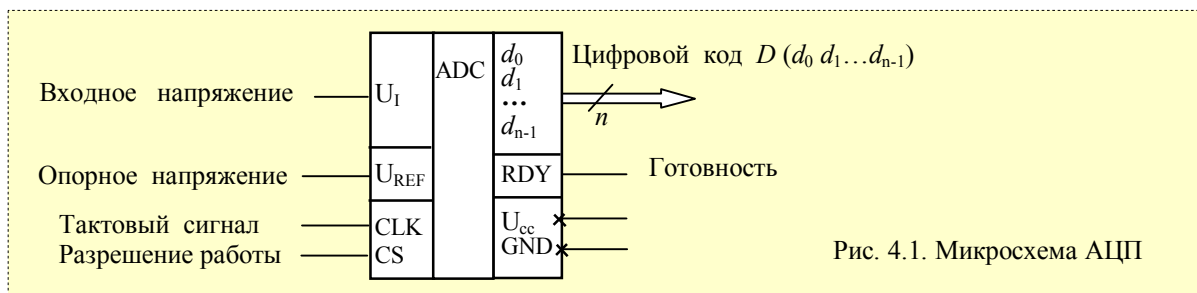 Входное напряжение
Опорное напряжение
Тактовый сигнал
Разрешение работы
U_I
U_REF
CLK
CS
ADC
d_0
d_1
...
d_n-1
RDY
U_cc
GND
Цифровой код D (d_0 d_1…d_n-1)
n
Готовность
Рис. 4.1. Микросхема АЦП